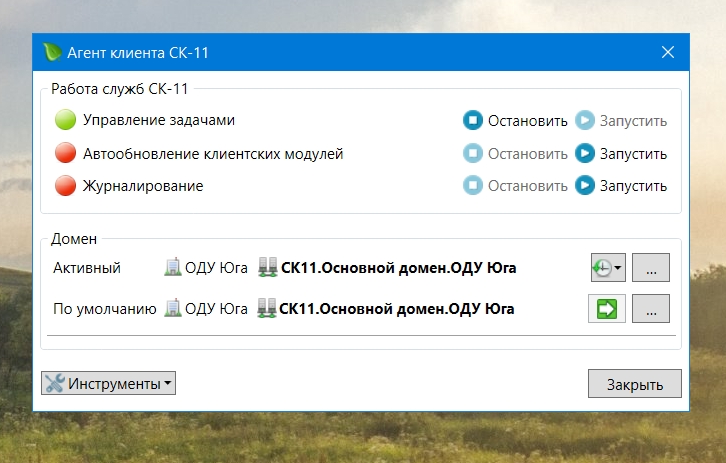 Агент клиента СК-11
Работа служб СК-11
Управление задачами Остановить Запустить
Автообновление клиентских модулей Остановить Запустить
Журналирование Остановить Запустить
Домен
Активный ОДУ Юга СК11.Основной домен.ОДУ Юга ...
По умолчанию ОДУ Юга СК11.Основной домен.ОДУ Юга ...
Инструменты Закрыть